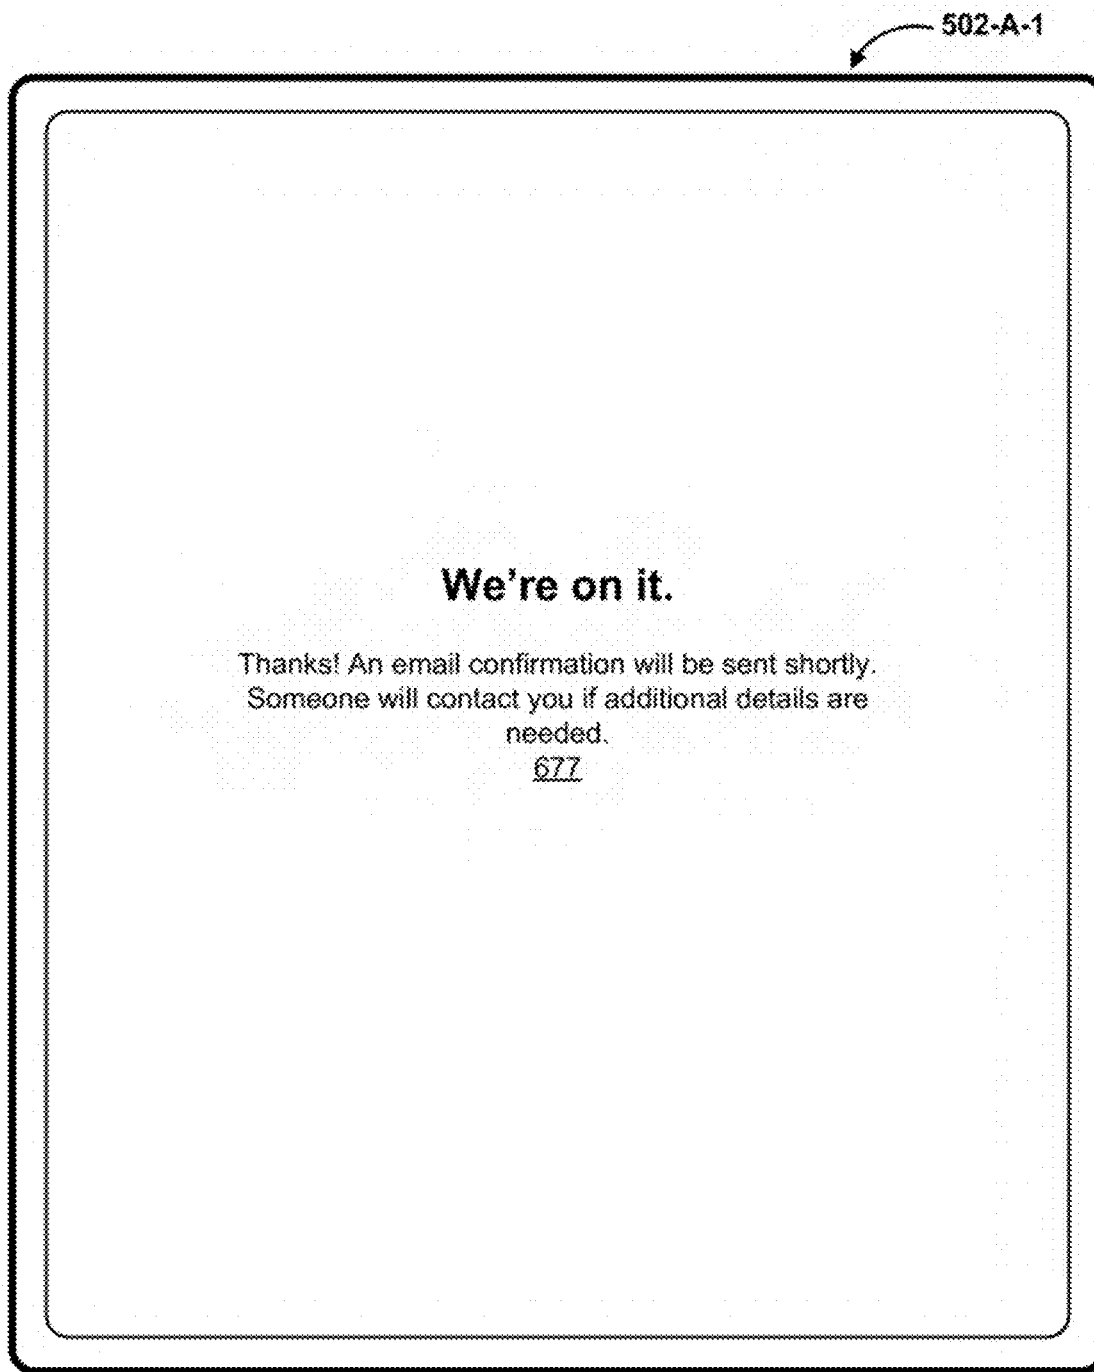 502-A-1
We're on it.
Thanks! An email confirmation will be sent shortly.
Someone will contact you if additional details are
needed.
677